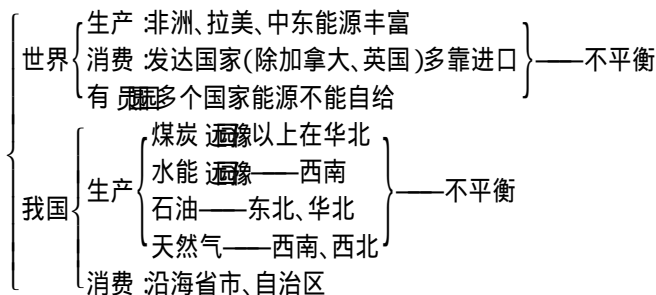 生产:非洲、拉美、中东能源丰富
世界 消费:发达国家(除加拿大、英国)多靠进口 ——不平衡
有 多个国家能源不能自给
煤炭 以上在华北
水能 ——西南
我国 生产 ——不平衡
石油——东北、华北
天然气——西南、西北
消费:沿海省市、自治区